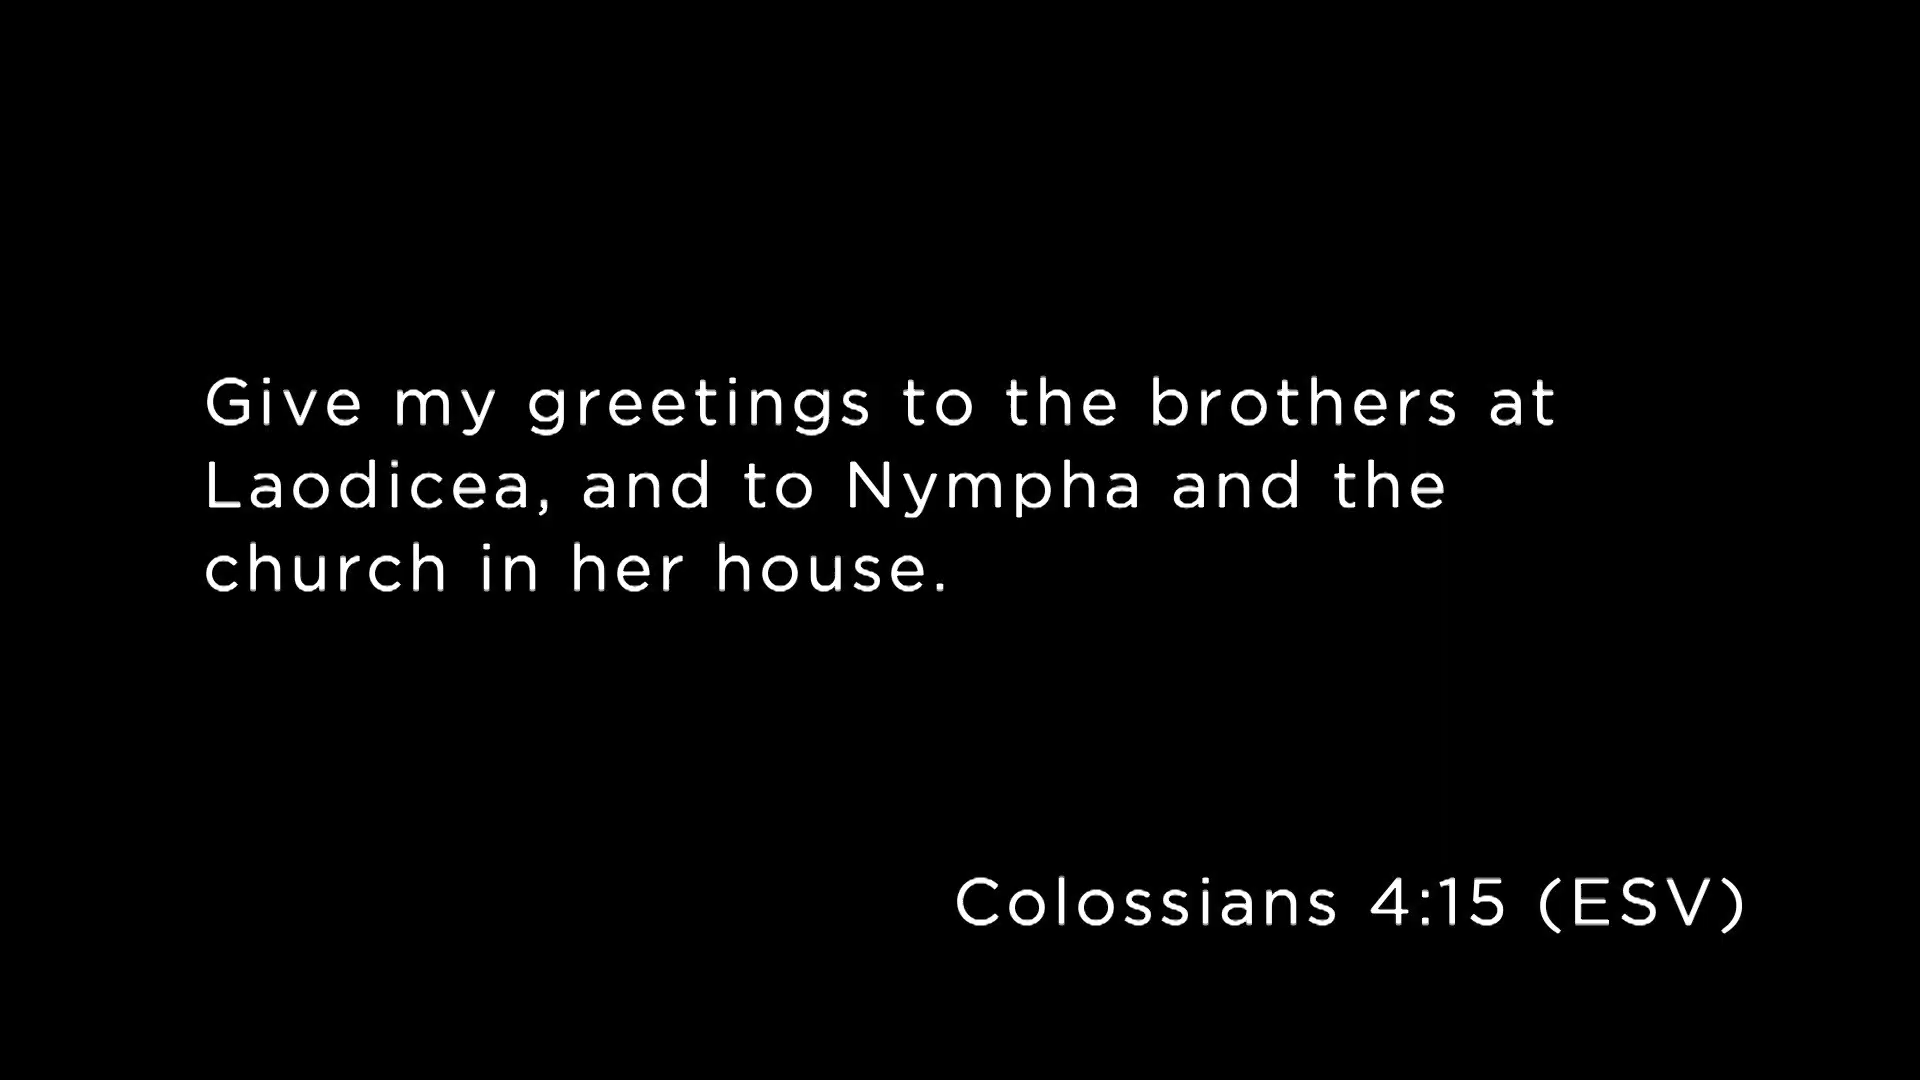 Give my greetings to the brothers at
Laodicea, and to Nympha and the
church in her house.
Colossians 4:15 (ESV)